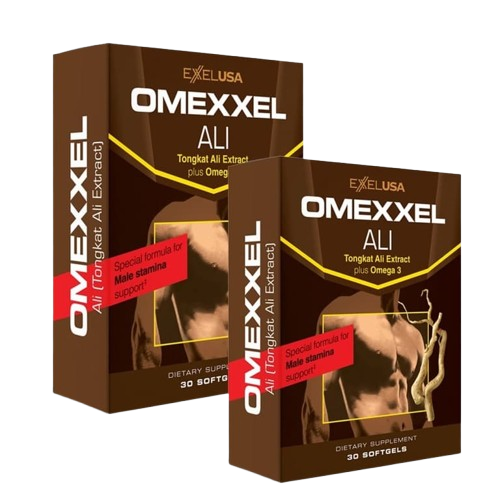 EXXELUSA
OMEXXEL
ALI
Tongkat Ali Extract
plus Omega
Special formula for
Male stamina
support‡
DIETARY SUPPLEMENT
30 SOFTGELS
OMEXXEL
Ali (Tongkat Ali Extract)
EXXELUSA
OMEXXEL
ALI
Tongkat Ali Extract
plus Omega 3
Special formula for
Male stamina
support‡
DIETARY SUPPLEMENT
30 SOFTGELS
OMEXXEL
Ali (Tongkat Ali Extract)